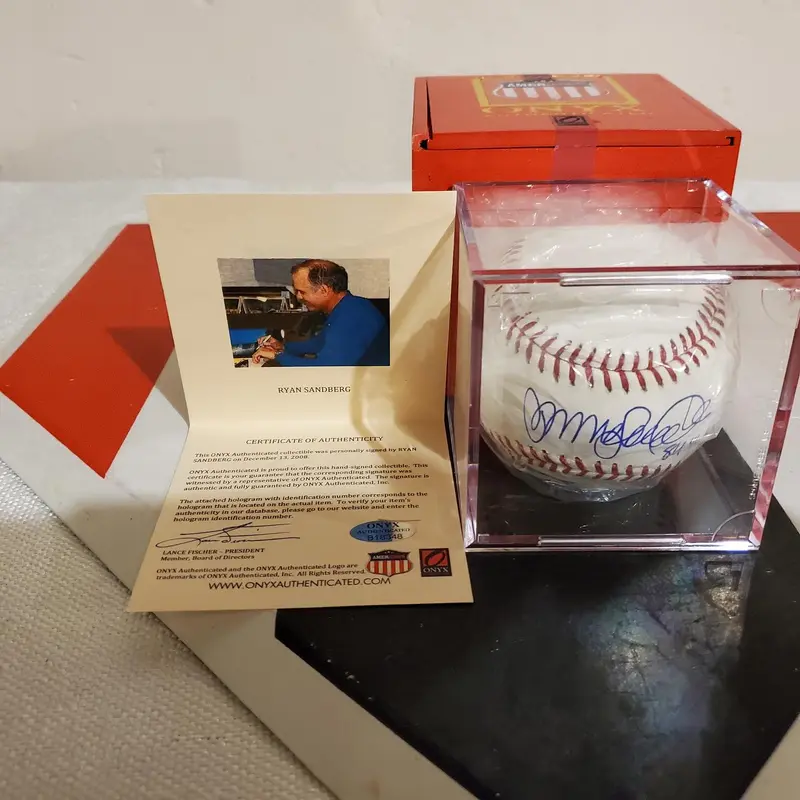 ONYX
RYAN SANDBERG
CERTIFICATE OF AUTHENTICITY
This ONYX Authenticated collectible was personally signed by RYAN
SANDBERG on December 13, 2008.
ONYX Authenticated is proud to offer this hand-signed collectible. This
certificate is your guarantee that the corresponding signature was
witnessed by a representative of ONYX Authenticated. The signature is
authentic and fully guaranteed by ONYX Authenticated, Inc.
The attached hologram with identification number corresponds to the
hologram that is located on the actual item. To verify your item's
authenticity in our database, please go to our website and enter the
hologram identification number.
ONYX
AUTHENTICATED
LANCE FISCHER - PRESIDENT
Member, Board of Directors
ONYX Authenticated and the ONYX Authenticated Logo are
trademarks of ONYX Authenticated, Inc. All Rights Reserved.
ONYX
WWW.ONYXAUTHENTICATED.COM